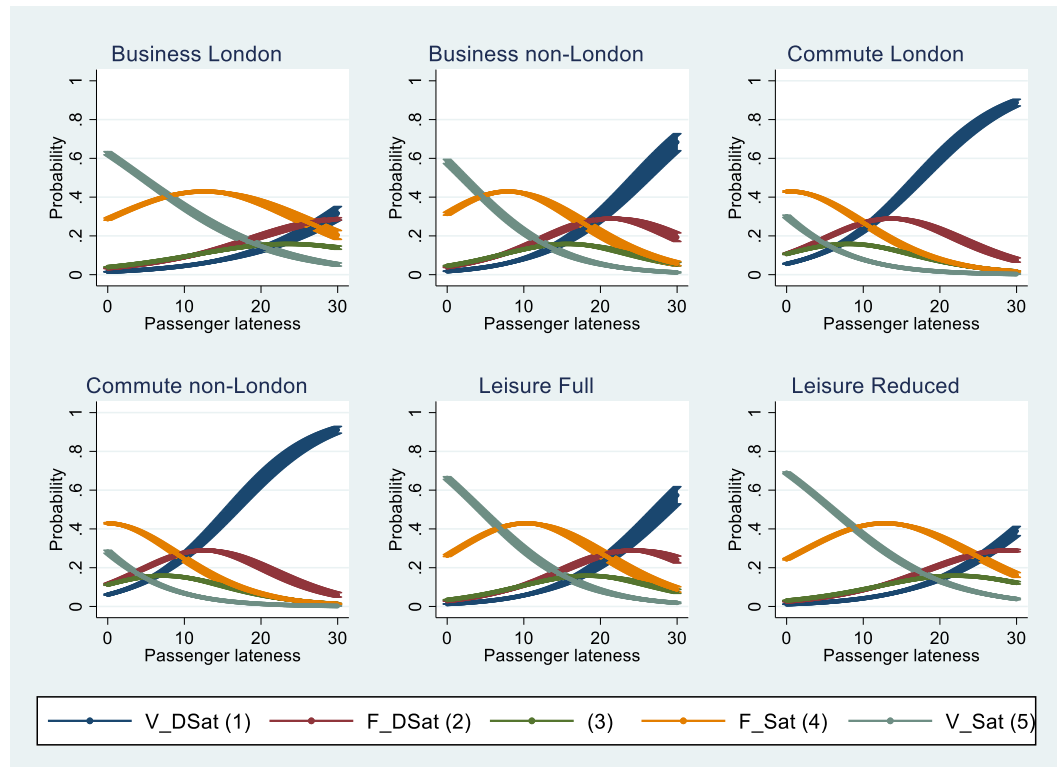 Business London
Business non-London
Commute London
Probability
0 .2 .4 .6 .8 1
0 10 20 30
Passenger lateness
Probability
0 .2 .4 .6 .8 1
0 10 20 30
Passenger lateness
Probability
0 .2 .4 .6 .8 1
0 10 20 30
Passenger lateness
Commute non-London
Leisure Full
Leisure Reduced
Probability
0 .2 .4 .6 .8 1
0 10 20 30
Passenger lateness
Probability
0 .2 .4 .6 .8 1
0 10 20 30
Passenger lateness
Probability
0 .2 .4 .6 .8 1
0 10 20 30
Passenger lateness
V_DSat (1) F_DSat (2) (3) F_Sat (4) V_Sat (5)